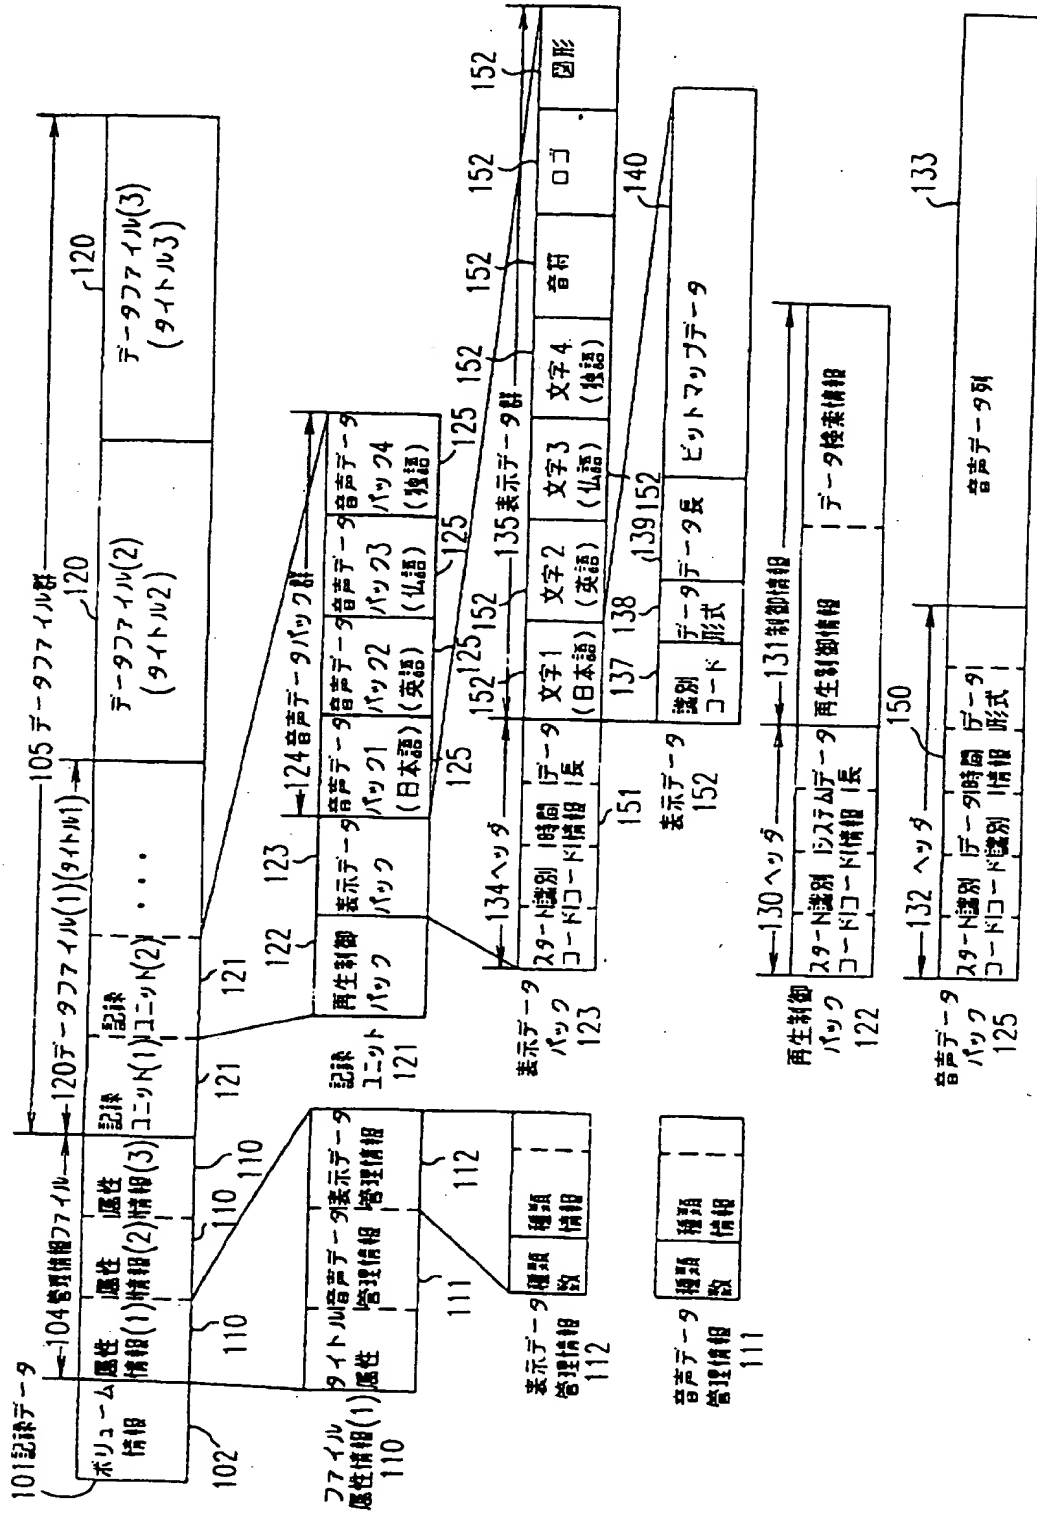 101記録データ
ボリューム
情報
102
104管理情報ファイル
属性
情報(1)
110
属性
情報(2)
110
属性
情報(3)
110
105 データファイル群
120データファイル(1)(タイトル1)
記録
ユニット(1)
121
記録
ユニット(2)
121
・・・
データファイル(2)
(タイトル2)
120
データファイル(3)
(タイトル3)
120
ファイル
属性情報(1)
110
タイトル
属性
音声データ
管理情報
111
表示データ
管理情報
112
記録
ユニット
121
再生制御
パック
122
表示データ
パック
123
124音声データパック群
音声データ
パック1
(日本語)
125
音声データ
パック2
(英語)
125
音声データ
パック3
(仏語)
125
音声データ
パック4
(独語)
125
表示データ
管理情報
112
種類
数
種類
情報
表示データ
パック
123
134ヘッダ
スタート
コード
識別
コード
時間
情報
データ
長
151
135表示データ群
文字1
(日本語)
152
文字2
(英語)
152
文字3
(仏語)
152
文字4
(独語)
152
音符
152
ロゴ
152
図形
152
音声データ
管理情報
111
種類
数
種類
情報
表示データ
152
識別
コード
137
データ
形式
138
データ長
139
ビットマップデータ
140
再生制御
パック
122
130ヘッダ
スタート
コード
識別
コード
システム
情報
データ
長
131制御情報
再生制御情報
データ検索情報
音声データ
パック
125
132ヘッダ
スタート
コード
識別
コード
データ
識別
時間
情報
データ
形式
150
音声データ列
133